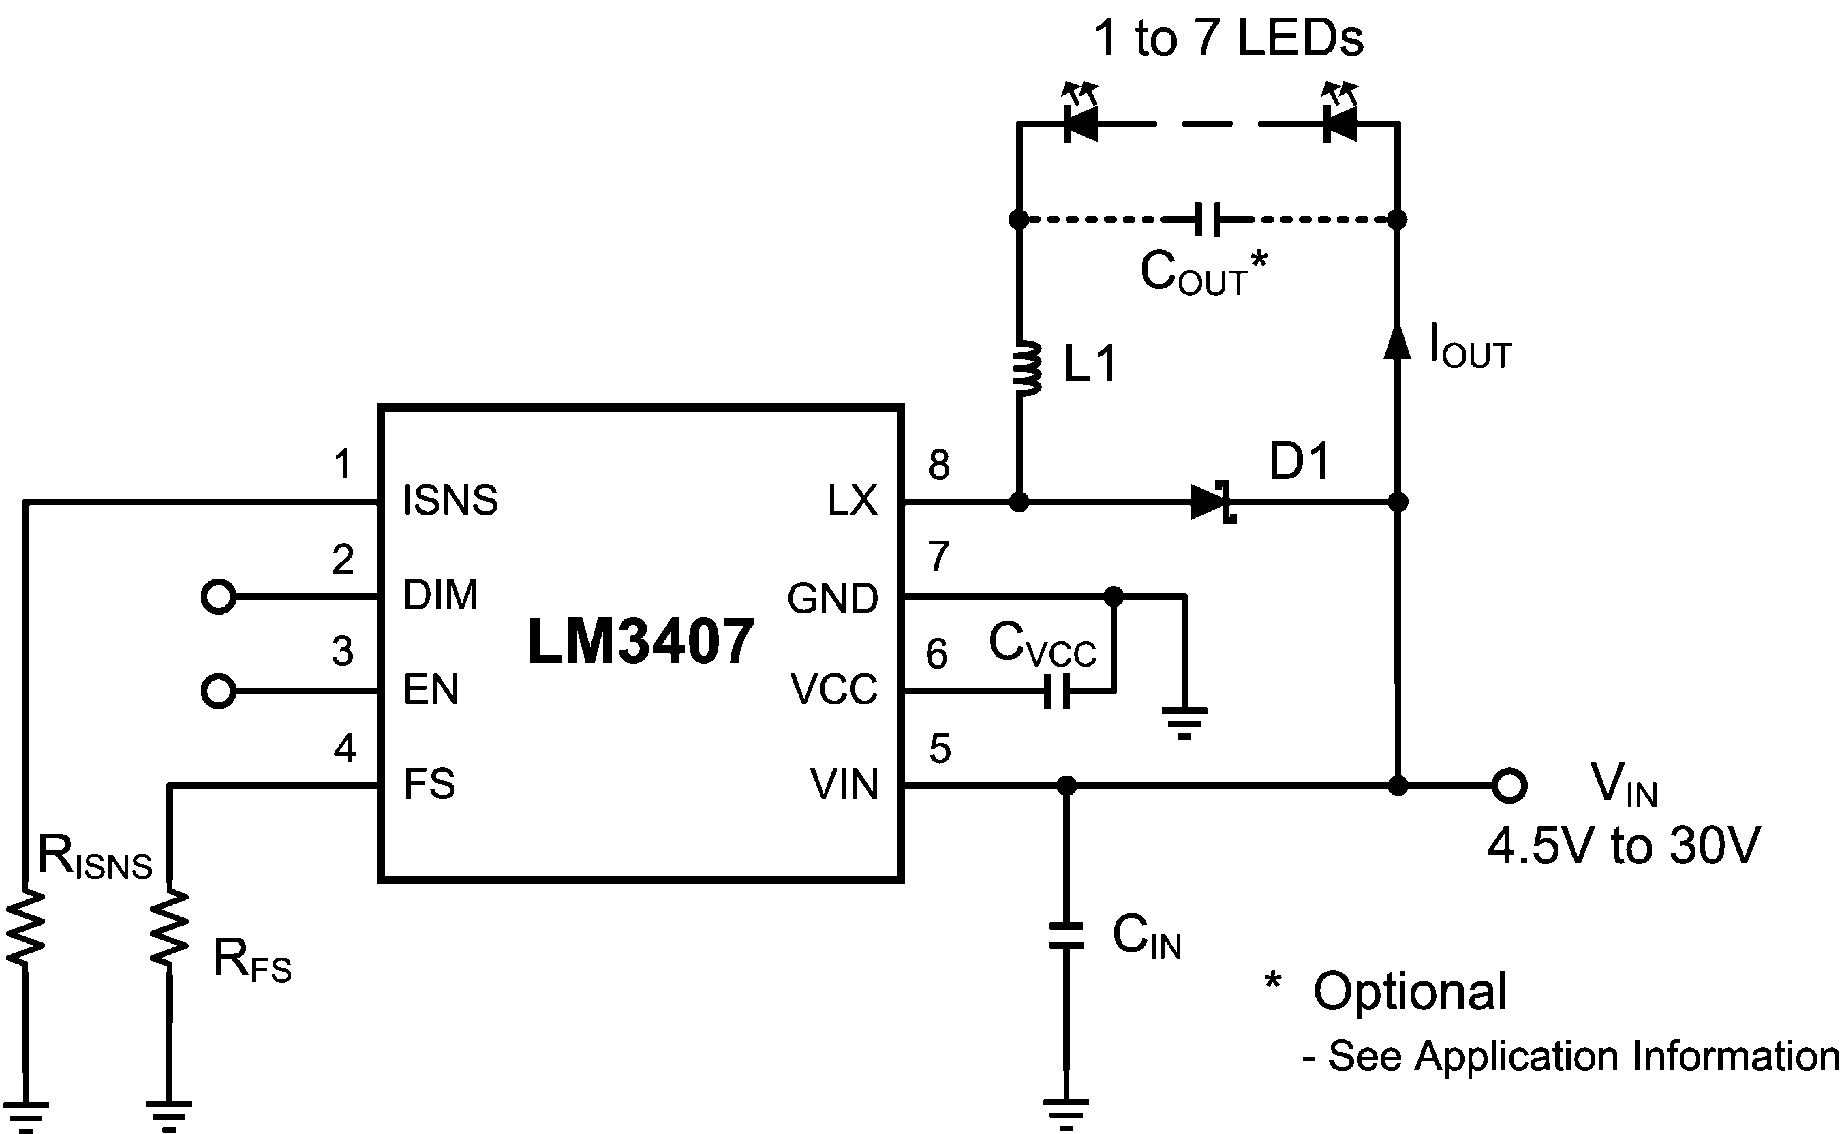 1 to 7 LEDs
COUT*
L1
IOUT
D1
1
ISNS
LX
8
2
DIM
GND
7
LM3407
3
EN
VCC
6
CVCC
4
FS
VIN
5
VIN
4.5V to 30V
RISNS
RFS
CIN
* Optional
- See Application Information